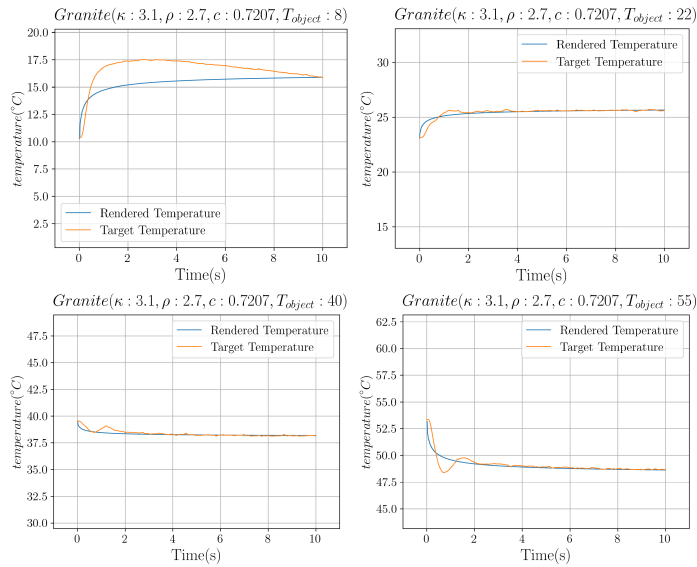 Granite(κ : 3.1, ρ : 2.7, c : 0.7207, T_object : 8)
20.0
17.5
15.0
12.5
10.0
7.5
5.0
2.5
temperature(°C)
Rendered Temperature
Target Temperature
0 2 4 6 8 10
Time(s)
Granite(κ : 3.1, ρ : 2.7, c : 0.7207, T_object : 22)
30
25
20
15
temperature(°C)
Rendered Temperature
Target Temperature
0 2 4 6 8 10
Time(s)
Granite(κ : 3.1, ρ : 2.7, c : 0.7207, T_object : 40)
47.5
45.0
42.5
40.0
37.5
35.0
32.5
30.0
temperature(°C)
Rendered Temperature
Target Temperature
0 2 4 6 8 10
Time(s)
Granite(κ : 3.1, ρ : 2.7, c : 0.7207, T_object : 55)
62.5
60.0
57.5
55.0
52.5
50.0
47.5
45.0
temperature(°C)
Rendered Temperature
Target Temperature
0 2 4 6 8 10
Time(s)